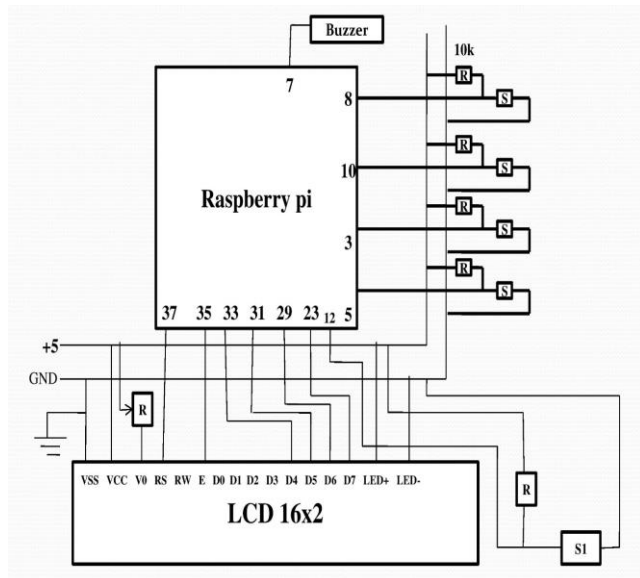 Buzzer
10k
7
R
8
S
R
10
S
Raspberry pi
R
3
S
R
S
37 35 33 31 29 23 12 5
+5
GND
R
VSS VCC V0 RS RW E D0 D1 D2 D3 D4 D5 D6 D7 LED+ LED-
R
LCD 16x2
S1